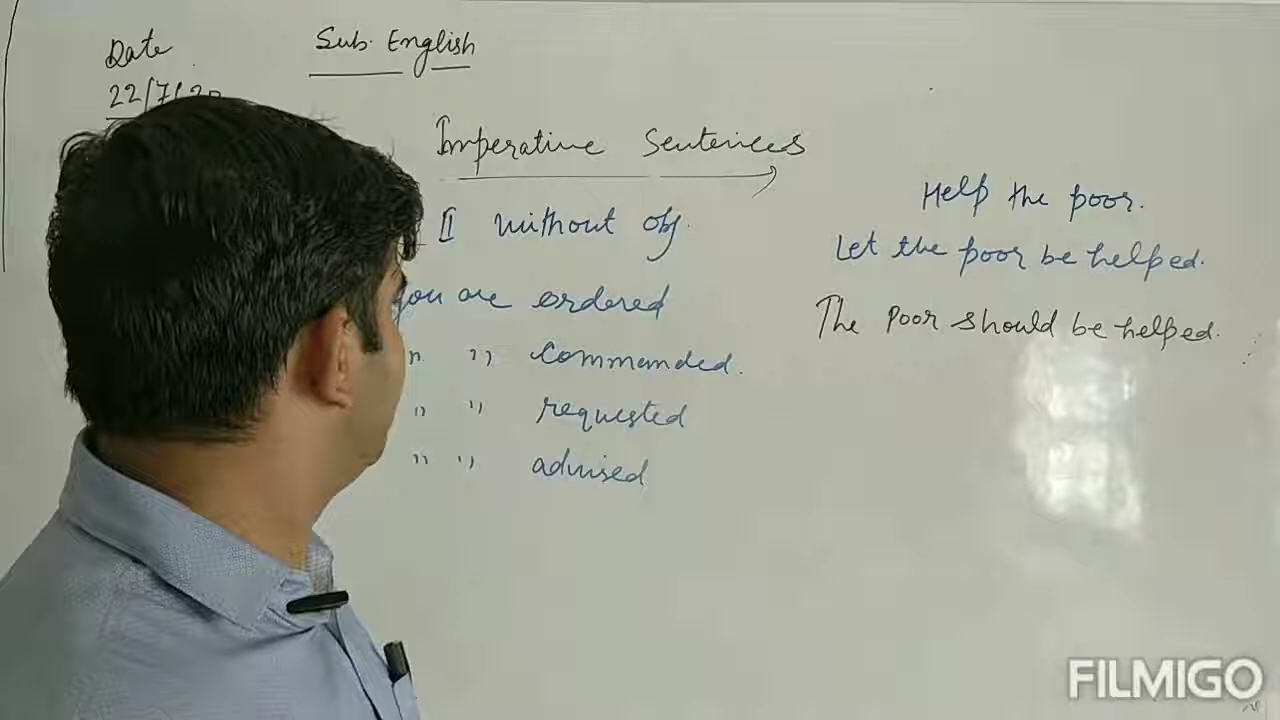 Date
22/7/20
Sub. English
Imperative Sentences
II without obj.
you are ordered
" " commanded.
" " requested
" " advised
Help the poor.
Let the poor be helped.
The Poor should be helped.
FILMIGO